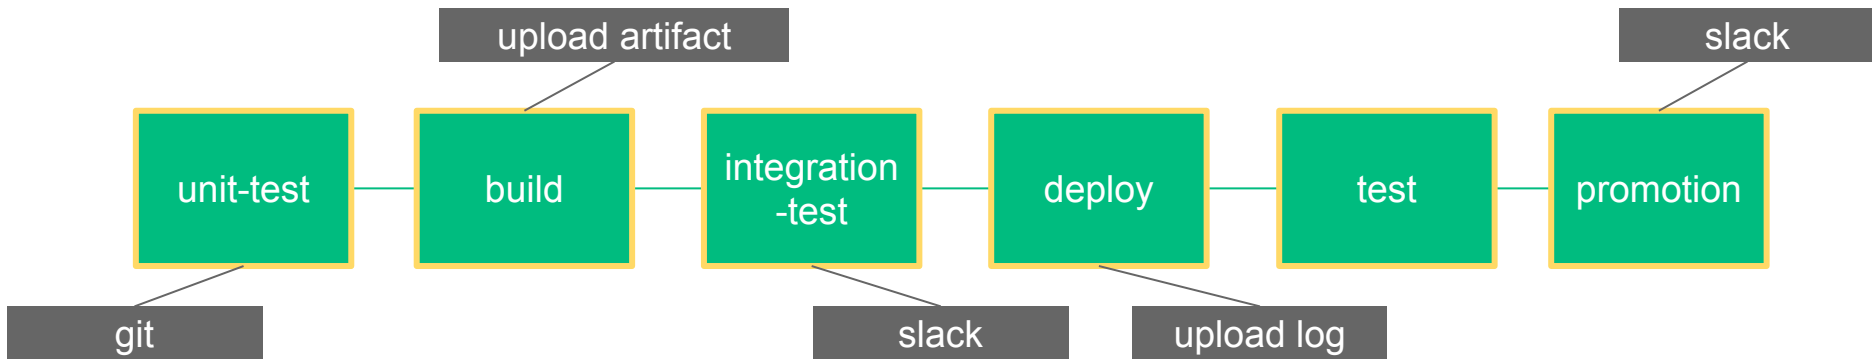 upload artifact
slack
unit-test
build
integration
-test
deploy
test
promotion
git
slack
upload log